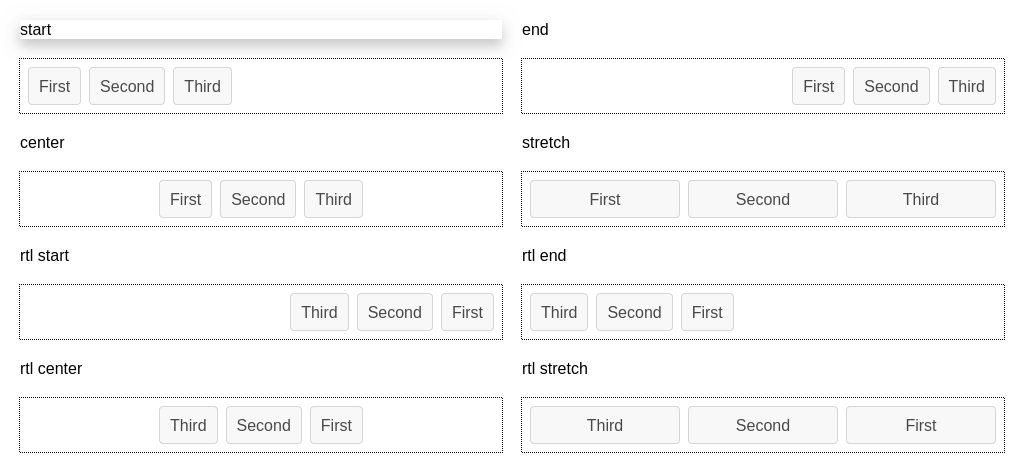 start
First Second Third
end
First Second Third
center
First Second Third
stretch
First Second Third
rtl start
Third Second First
rtl end
Third Second First
rtl center
Third Second First
rtl stretch
Third Second First